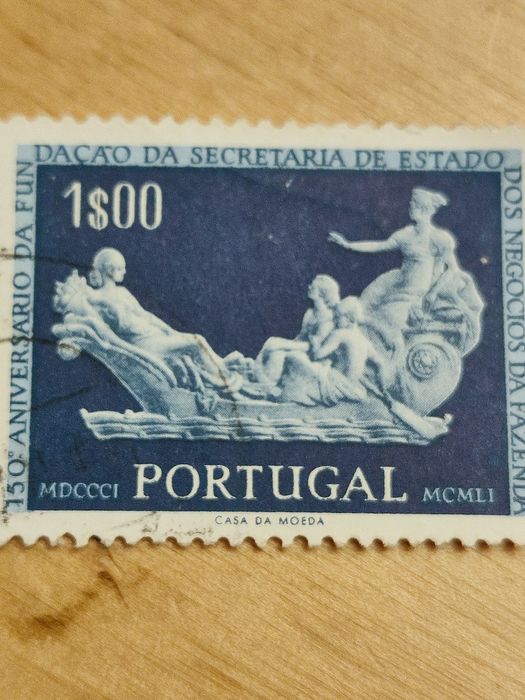 150º ANIVERSARIO DA FUN
DAÇÃO DA SECRETARIA DE ESTADO
DOS NEGOCIOS DA FAZENDA
1$00
MDCCCI PORTUGAL MCMLI
CASA DA MOEDA